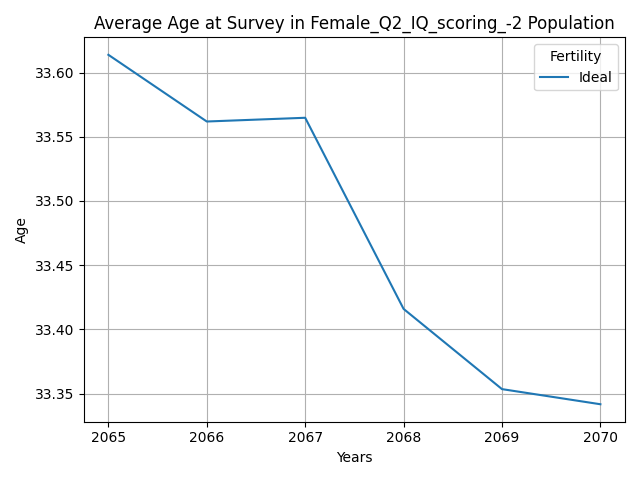 Average Age at Survey in Female_Q2_IQ_scoring_-2 Population
Fertility
Ideal
33.60
33.55
33.50
33.45
33.40
33.35
Age
2065 2066 2067 2068 2069 2070
Years